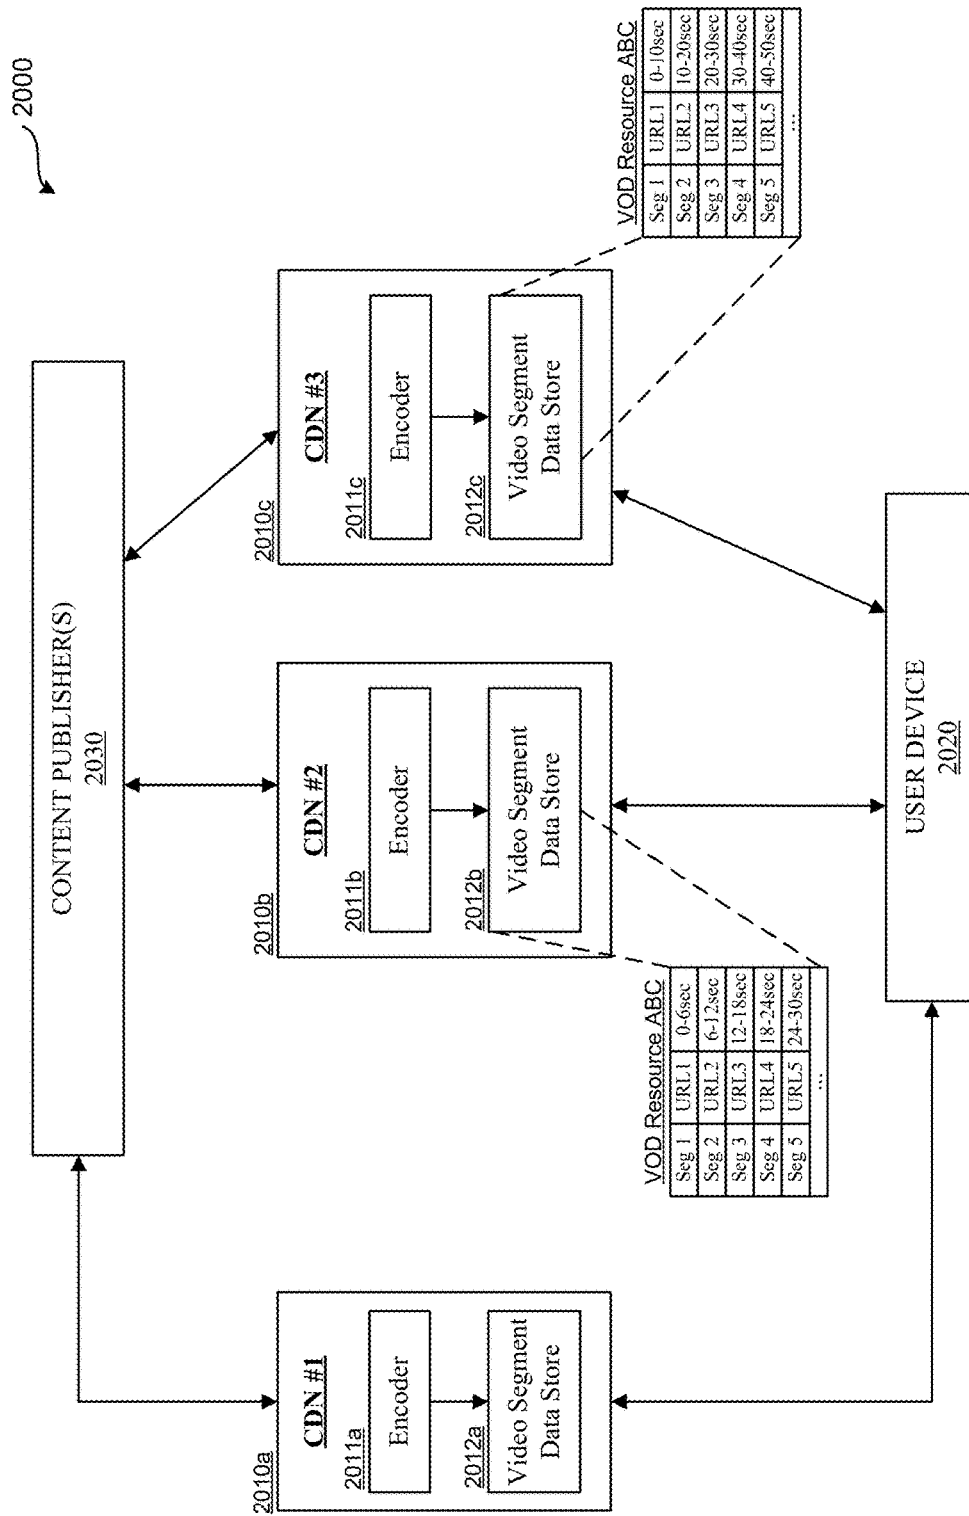 2000
CONTENT PUBLISHER(S)
2030
2010a
CDN #1
2011a
Encoder
2012a
Video Segment
Data Store
2010b
CDN #2
2011b
Encoder
2012b
Video Segment
Data Store
2010c
CDN #3
2011c
Encoder
2012c
Video Segment
Data Store
VOD Resource ABC
Seg 1 URL1 0-6sec
Seg 2 URL2 6-12sec
Seg 3 URL3 12-18sec
Seg 4 URL4 18-24sec
Seg 5 URL5 24-30sec
...
VOD Resource ABC
Seg 1 URL1 0-10sec
Seg 2 URL2 10-20sec
Seg 3 URL3 20-30sec
Seg 4 URL4 30-40sec
Seg 5 URL5 40-50sec
...
USER DEVICE
2020